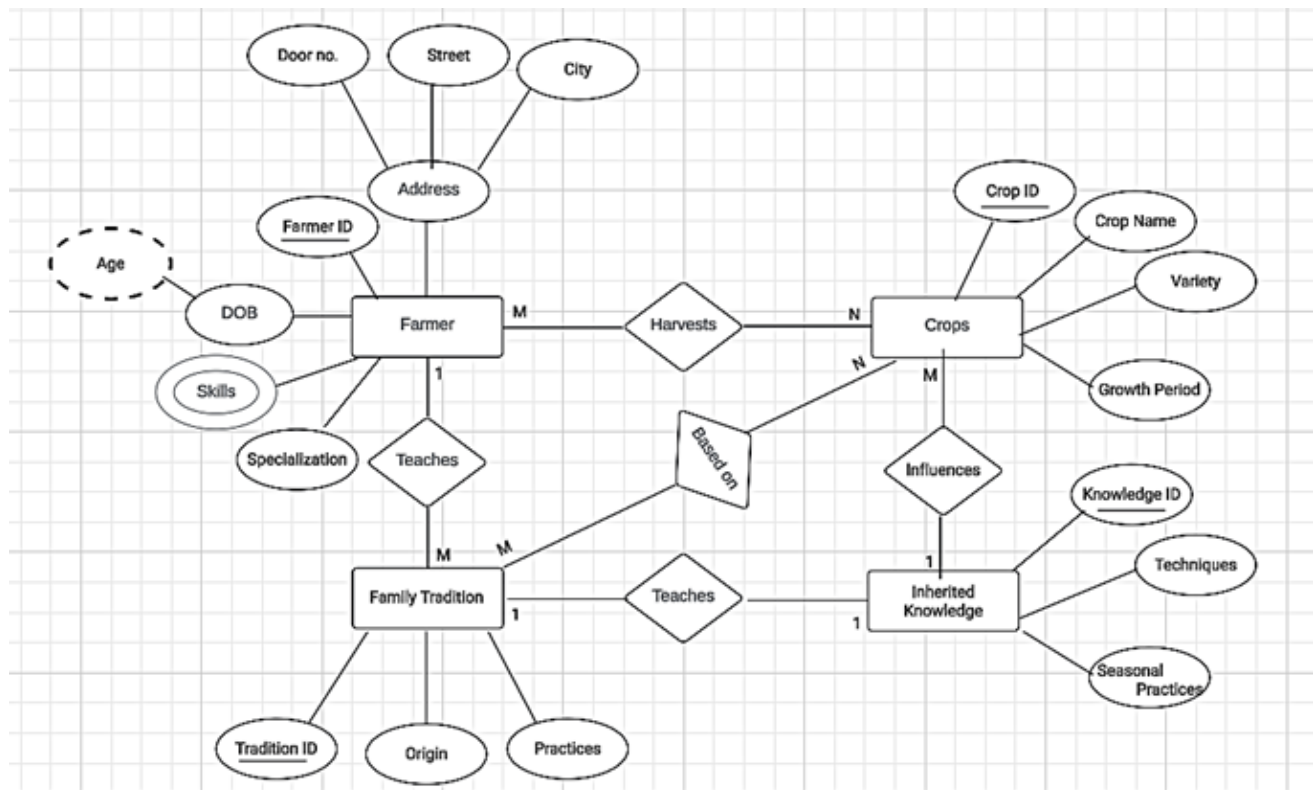 Door no.
Street
City
Address
Crop ID
Farmer ID
Crop Name
Age
Variety
DOB
M
N
Farmer
Harvests
Crops
1
N
M
Skills
Growth Period
Specialization
Teaches
Based on
Influences
Knowledge ID
M
M
1
Techniques
Family Tradition
Teaches
Inherited
Knowledge
1
1
Seasonal
Practices
Tradition ID
Origin
Practices